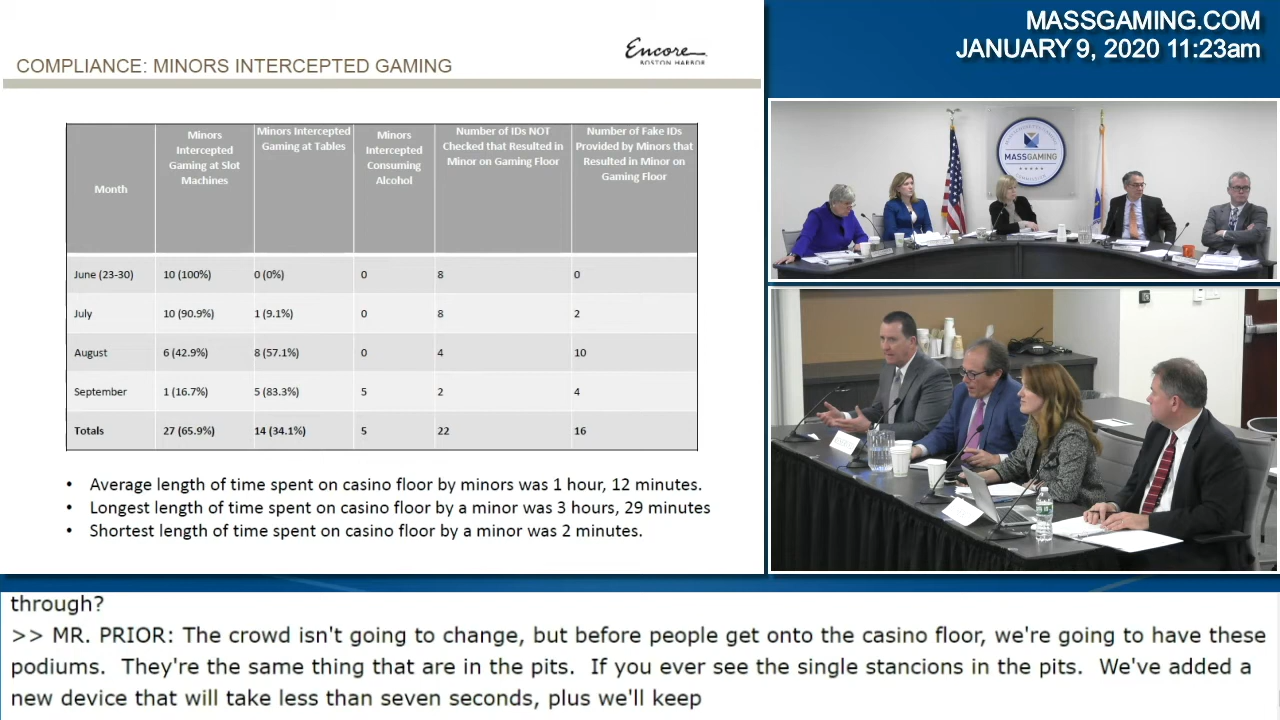 MASSGAMING.COM
JANUARY 9, 2020 11:23am
Encore
BOSTON HARBOR
COMPLIANCE: MINORS INTERCEPTED GAMING
Month
Minors
Intercepted
Gaming at Slot
Machines
Minors Intercepted
Gaming at Tables
Minors
Intercepted
Consuming
Alcohol
Number of IDs NOT
Checked that Resulted in
Minor on Gaming Floor
Number of Fake IDs
Provided by Minors that
Resulted in Minor on
Gaming Floor
June (23-30) 10 (100%) 0 (0%) 0 8 0
July 10 (90.9%) 1 (9.1%) 0 8 2
August 6 (42.9%) 8 (57.1%) 0 4 10
September 1 (16.7%) 5 (83.3%) 5 2 4
Totals 27 (65.9%) 14 (34.1%) 5 22 16
• Average length of time spent on casino floor by minors was 1 hour, 12 minutes.
• Longest length of time spent on casino floor by a minor was 3 hours, 29 minutes
• Shortest length of time spent on casino floor by a minor was 2 minutes.
MASSGAMING
through?
>> MR. PRIOR: The crowd isn't going to change, but before people get onto the casino floor, we're going to have these
podiums. They're the same thing that are in the pits. If you ever see the single stancions in the pits. We've added a
new device that will take less than seven seconds, plus we'll keep